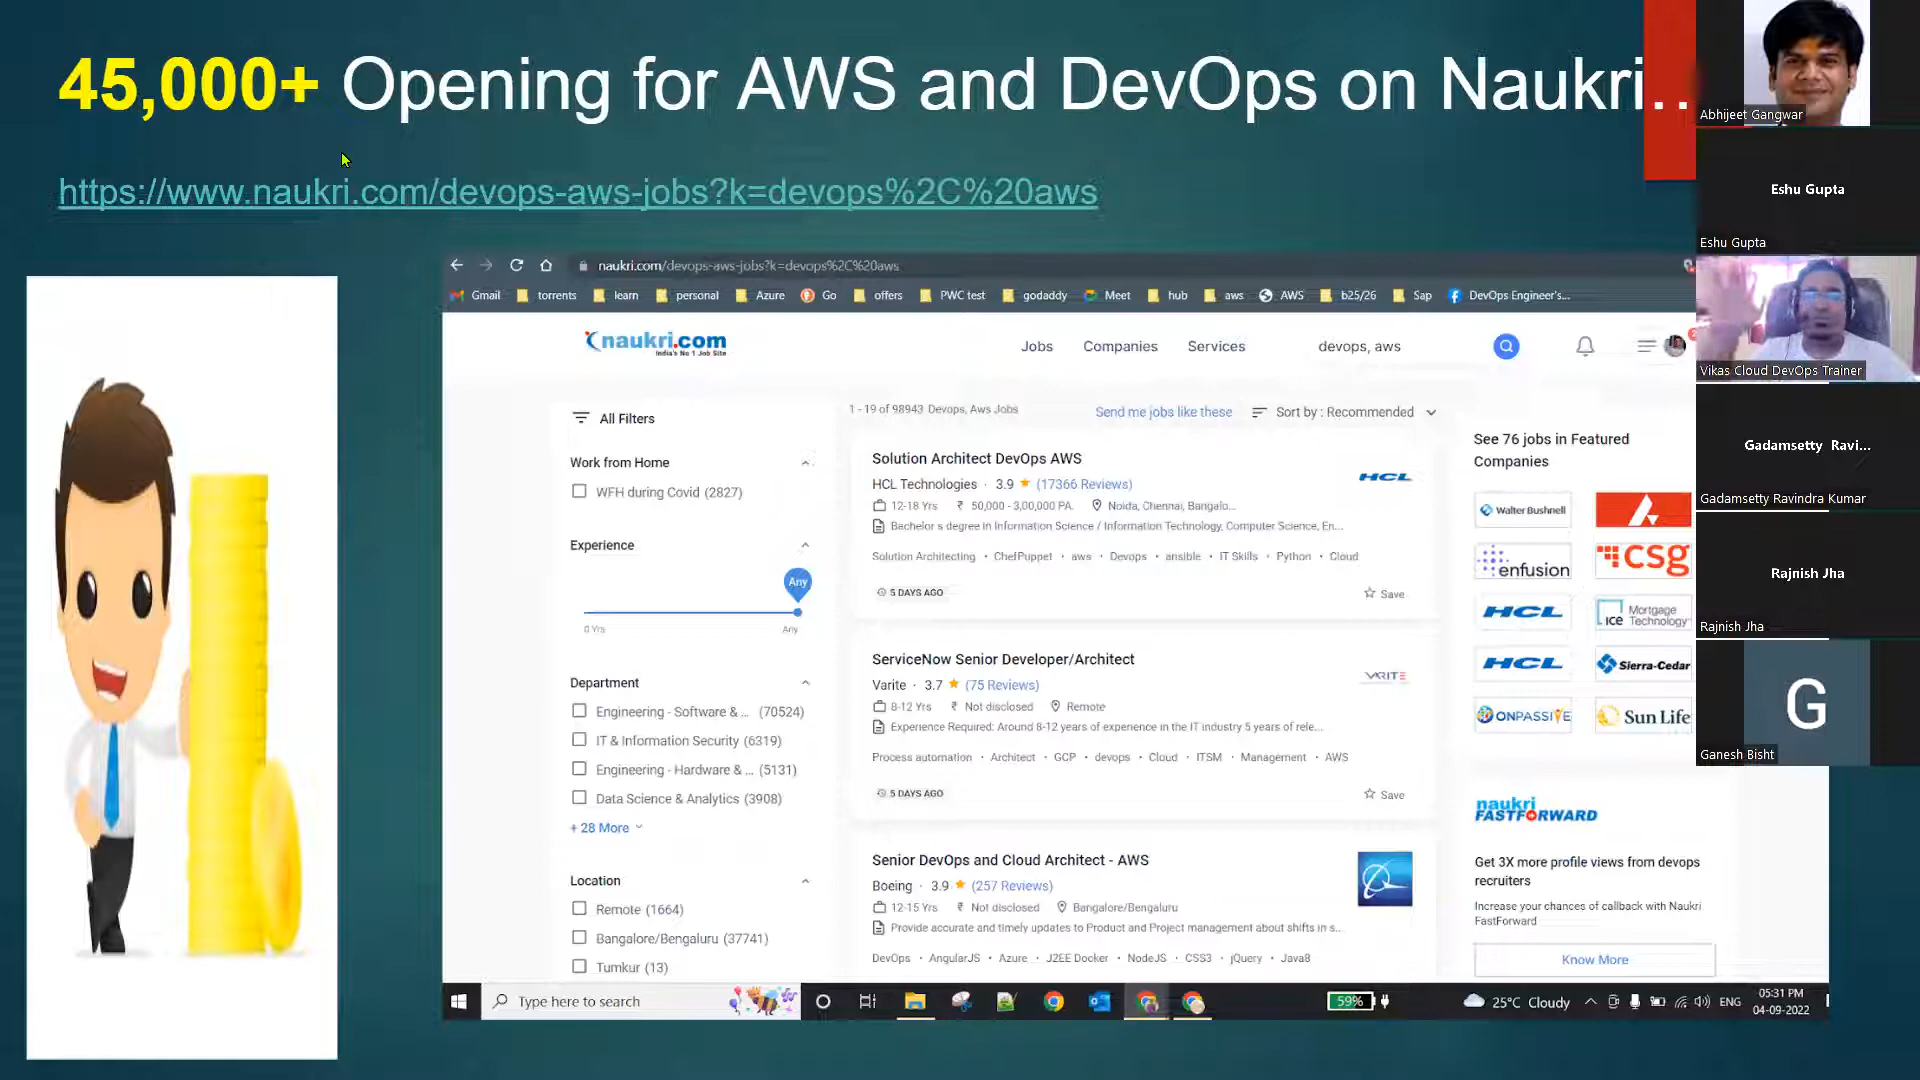 45,000+ Opening for AWS and DevOps on Naukri..
https://www.naukri.com/devops-aws-jobs?k=devops%2C%20aws
naukri.com/devops-aws-jobs?k=devops%2C%20aws
Gmail torrents learn personal Azure Go offers PWC test godaddy Meet hub aws AWS b25/26 Sap DevOps Engineer's...
naukri.com
India's No 1 Job Site
Jobs Companies Services devops, aws
All Filters
Work from Home
WFH during Covid (2827)
Experience
Any
0 Yrs Any
Department
Engineering - Software & ... (70524)
IT & Information Security (6319)
Engineering - Hardware & ... (5131)
Data Science & Analytics (3908)
+ 28 More
Location
Remote (1664)
Bangalore/Bengaluru (37741)
Tumkur (13)
1 - 19 of 98943 Devops, Aws Jobs
Send me jobs like these
Sort by : Recommended
Solution Architect DevOps AWS
HCL Technologies · 3.9 (17366 Reviews)
HCL
12-18 Yrs ₹ 50,000 - 3,00,000 PA. Noida, Chennai, Bangalo...
Bachelor s degree in Information Science / Information Technology, Computer Science, En...
Solution Architecting · ChefPuppet · aws · Devops · ansible · IT Skills · Python · Cloud
5 DAYS AGO Save
ServiceNow Senior Developer/Architect
Varite · 3.7 (75 Reviews)
VARITE
8-12 Yrs ₹ Not disclosed Remote
Experience Required: Around 8-12 years of experience in the IT industry 5 years of rele...
Process automation · Architect · GCP · devops · Cloud · ITSM · Management · AWS
5 DAYS AGO Save
Senior DevOps and Cloud Architect - AWS
Boeing · 3.9 (257 Reviews)
12-15 Yrs ₹ Not disclosed Bangalore/Bengaluru
Provide accurate and timely updates to Product and Project management about shifts in s...
DevOps · AngularJS · Azure · J2EE Docker · NodeJS · CSS3 · jQuery · Java8
See 76 jobs in Featured
Companies
Walter Bushnell
enfusion
csg
HCL
ice Mortgage Technology
HCL
Sierra-Cedar
ONPASSIVE
Sun Life
naukri
FASTFORWARD
Get 3X more profile views from devops
recruiters
Increase your chances of callback with Naukri
FastForward
Know More
Type here to search
59%
25°C Cloudy
ENG
05:31 PM
04-09-2022
Abhijeet Gangwar
Eshu Gupta
Eshu Gupta
Vikas Cloud DevOps Trainer
Gadamsetty Ravi...
Gadamsetty Ravindra Kumar
Rajnish Jha
Rajnish Jha
G
Ganesh Bisht